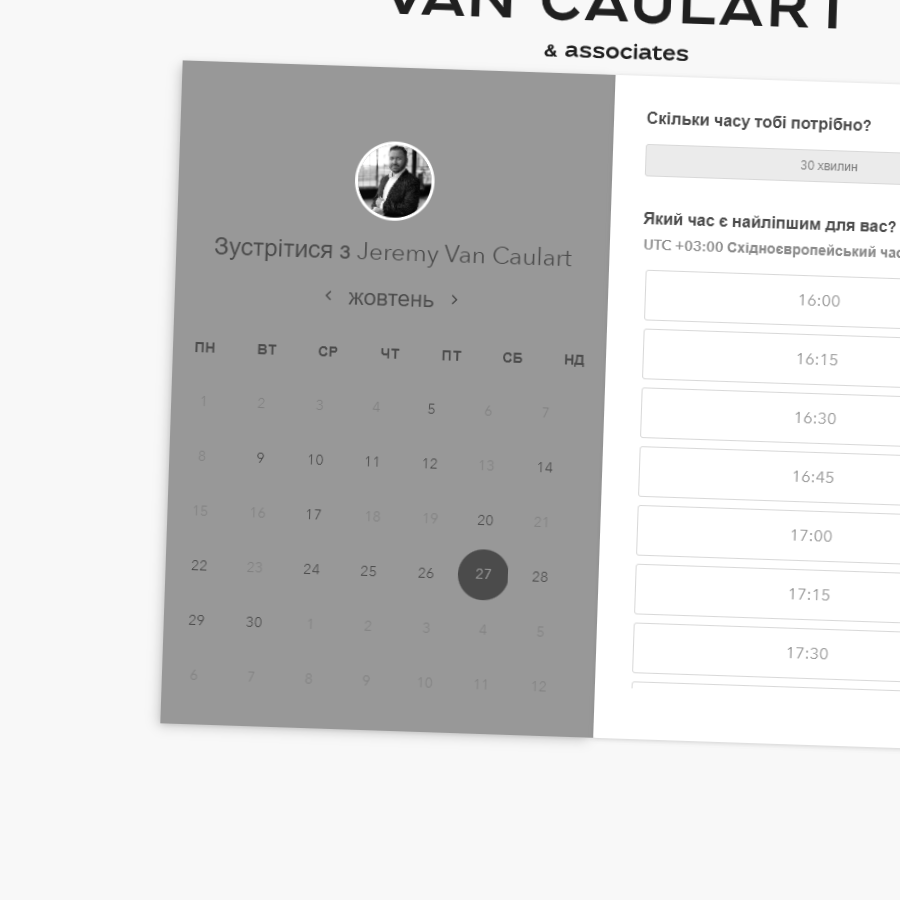 VAN CAULART
& associates
Зустрітися з Jeremy Van Caulart
жовтень
ПН ВТ СР ЧТ ПТ СБ НД
1 2 3 4 5 6 7
8 9 10 11 12 13 14
15 16 17 18 19 20 21
22 23 24 25 26 27 28
29 30 1 2 3 4 5
6 7 8 9 10 11 12
Скільки часу тобі потрібно?
30 хвилин
Який час є найліпшим для вас?
UTC +03:00 Східноєвропейський
16:00
16:15
16:30
16:45
17:00
17:15
17:30